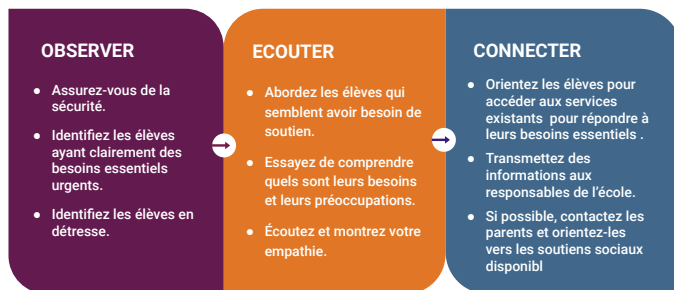 OBSERVER
● Assurez-vous de la
sécurité.
● Identifiez les élèves
ayant clairement des
besoins essentiels
urgents.
● Identifiez les élèves en
détresse.
ECOUTER
● Abordez les élèves qui
semblent avoir besoin de
soutien.
● Essayez de comprendre
quels sont leurs besoins
et leurs préoccupations.
● Écoutez et montrez votre
empathie.
CONNECTER
● Orientez les élèves pour
accéder aux services
existants pour répondre à
leurs besoins essentiels .
● Transmettez des
informations aux
responsables de l’école.
● Si possible, contactez les
parents et orientez-les
vers les soutiens sociaux
disponibl